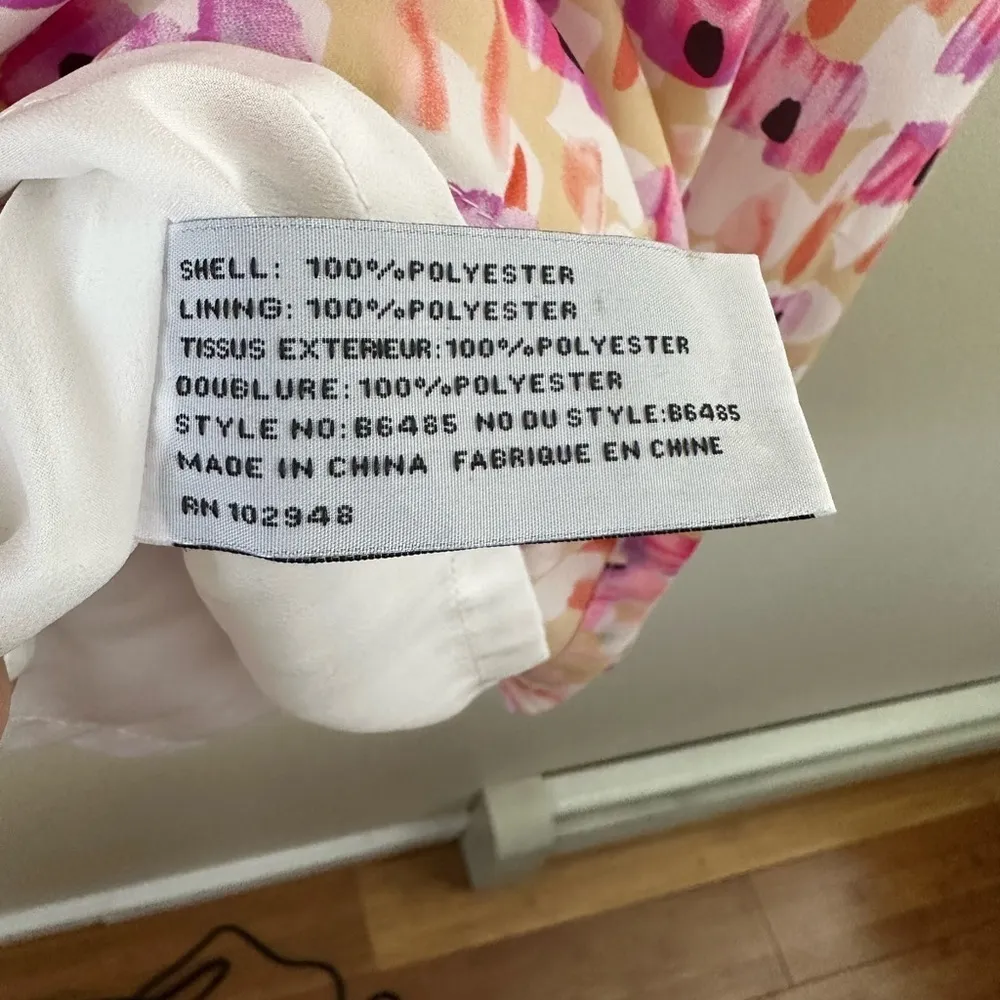 SHELL: 100%POLYESTER
LINING: 100%POLYESTER
TISSUS EXTERIEUR:100%POLYESTER
DOUBLURE: 100%POLYESTER
STYLE NO:B6485 NO DU STYLE:B6485
MADE IN CHINA FABRIQUE EN CHINE
RN 102948